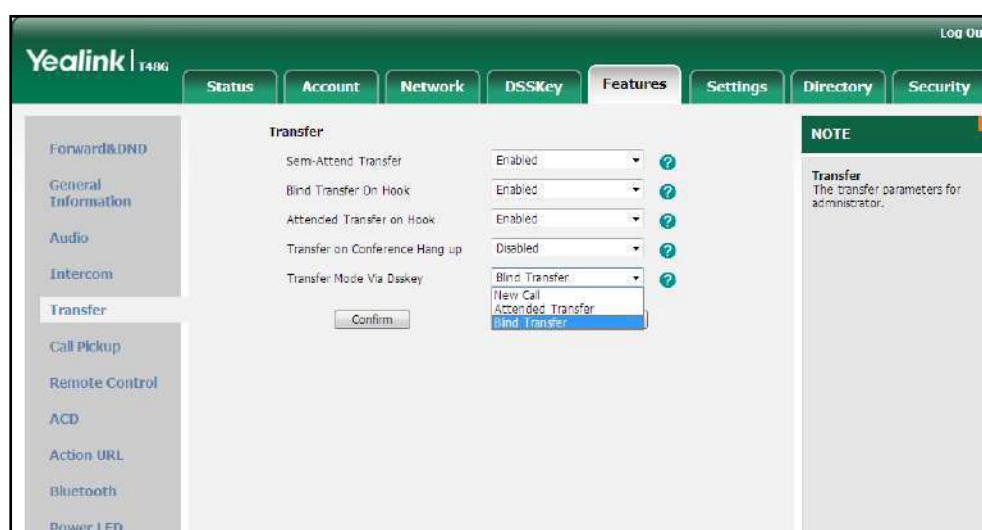 Log Ou
Yealink T48G
Status Account Network DSSKey Features Settings Directory Security
Forward&DND
General
Information
Audio
Intercom
Transfer
Call Pickup
Remote Control
ACD
Action URL
Bluetooth
Power LED
Transfer
Semi-Attend Transfer Enabled
Blind Transfer On Hook Enabled
Attended Transfer on Hook Enabled
Transfer on Conference Hang up Disabled
Transfer Mode Via Dsskey Blind Transfer
New Call
Attended Transfer
Blind Transfer
Confirm
NOTE
Transfer
The transfer parameters for
administrator.